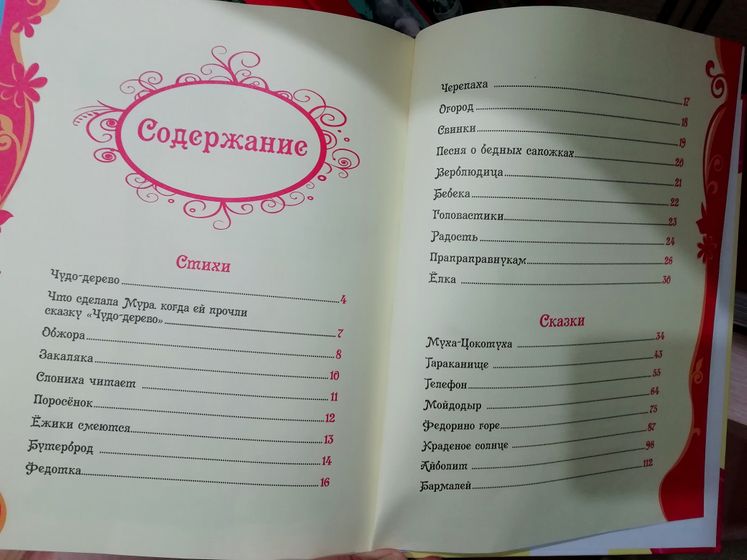 Содержание
Стихи
Чудо-дерево 4
Что сделала Мура, когда ей прочли
сказку «Чудо-дерево» 7
Обжора 8
Закаляка 10
Слониха читает 11
Поросёнок 12
Ёжики смеются 13
Бутерброд 14
Федотка 16
Черепаха 17
Огород 18
Свинки 19
Песня о бедных сапожках 20
Верблюдица 21
Бебека 22
Головастики 23
Радость 24
Прапраправнукам 26
Ёлка 30
Сказки
Муха-Цокотуха 34
Тараканище 43
Телефон 55
Мойдодыр 64
Федорино горе 75
Краденое солнце 87
Айболит 98
Бармалей 112